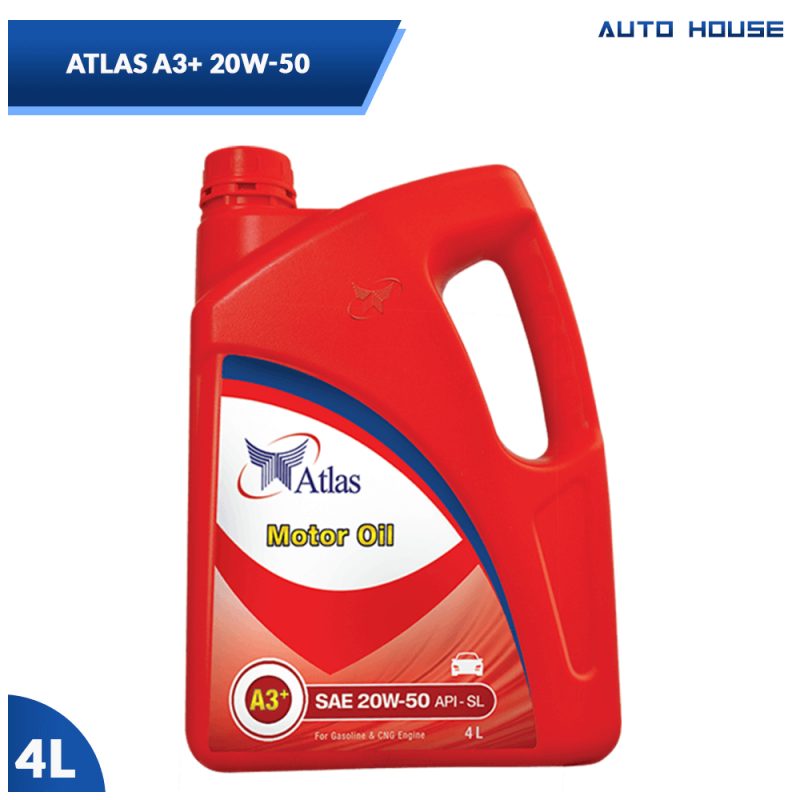 ATLAS A3+ 20W-50
AUTO HOUSE
Atlas
Motor Oil
A3+
SAE 20W-50 API - SL
For Gasoline & CNG Engine
4 L
4L